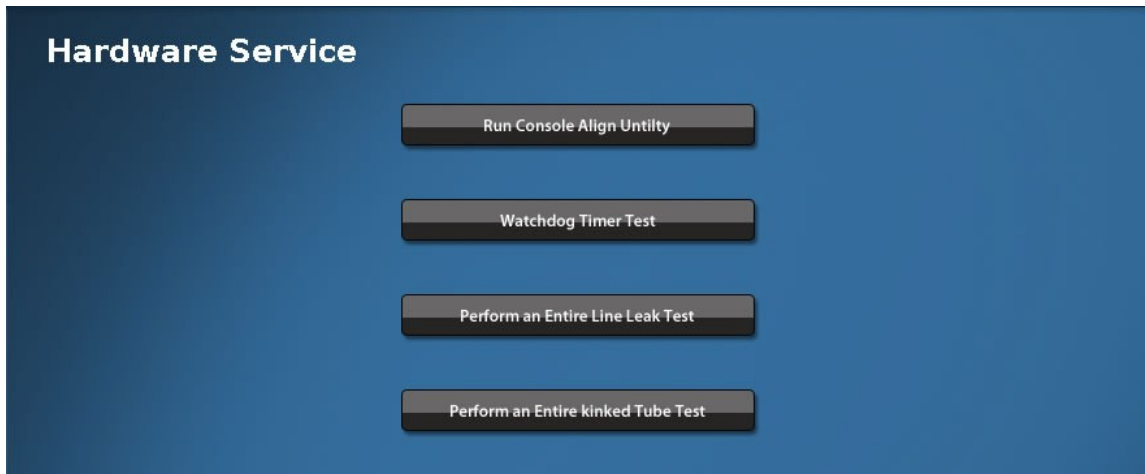 Hardware Service
Run Console Align Untilty
Watchdog Timer Test
Perform an Entire Line Leak Test
Perform an Entire kinked Tube Test